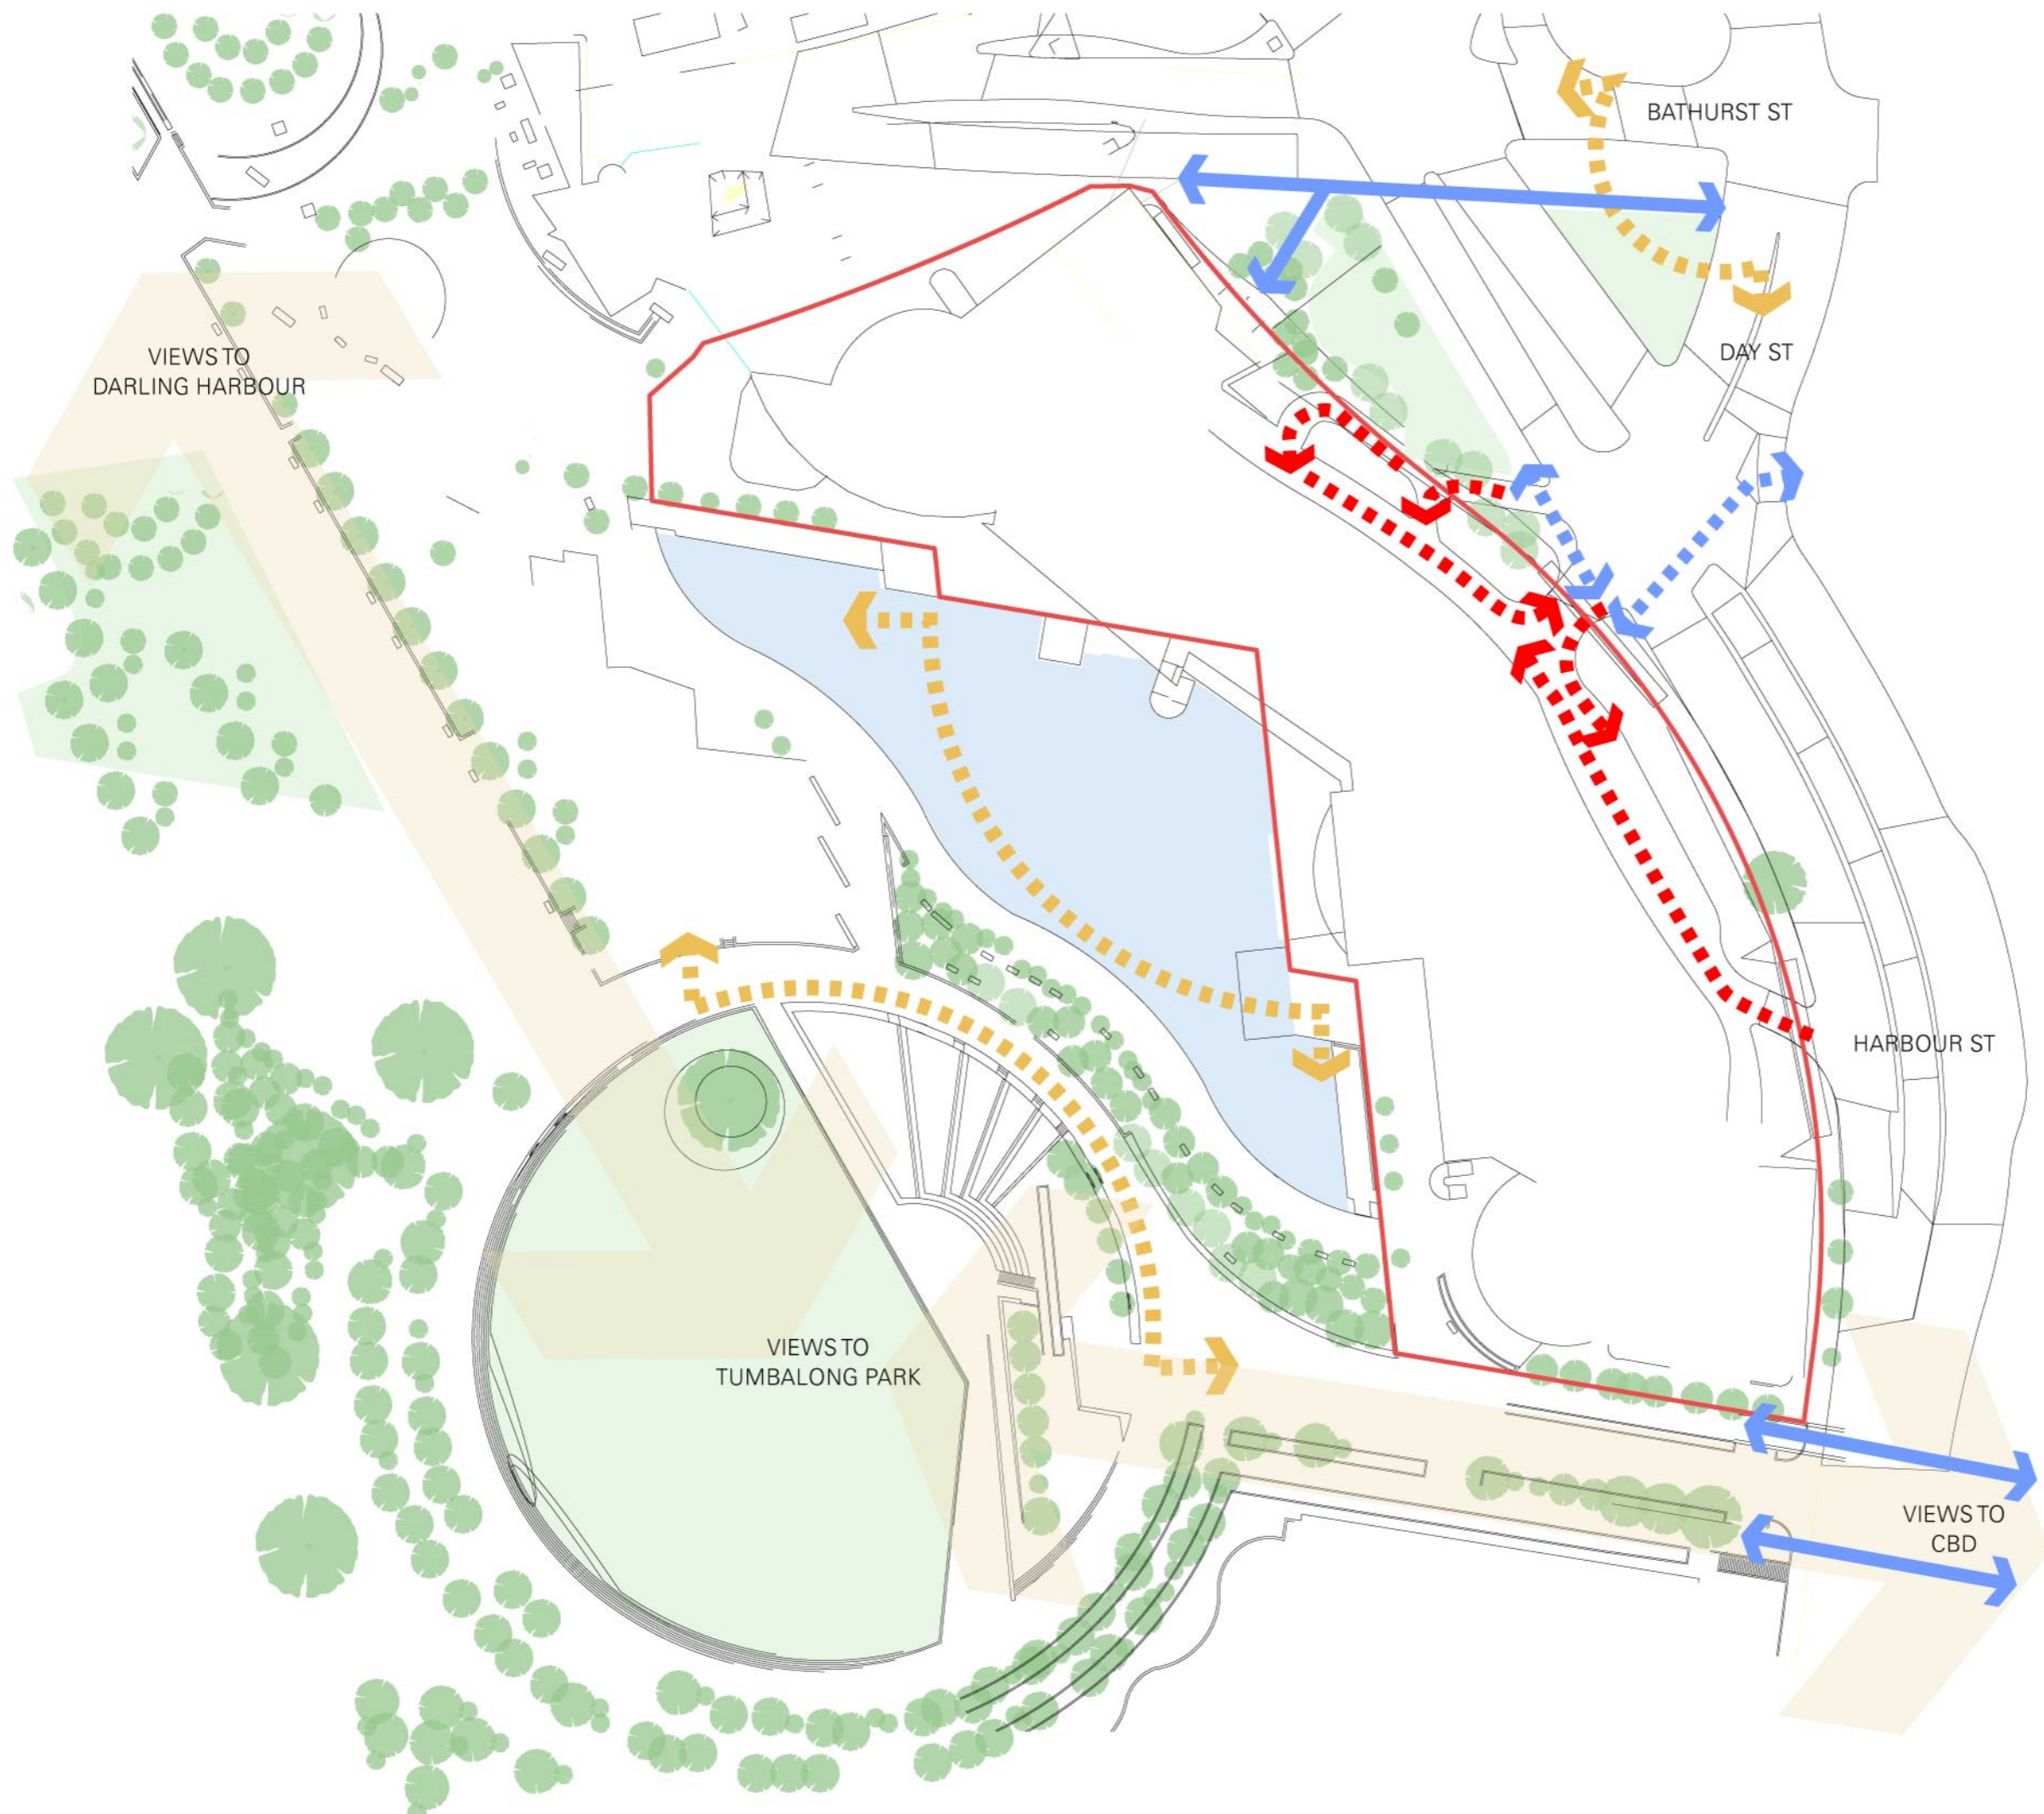 BATHURST ST
VIEWS TO
DARLING HARBOUR
DAY ST
HARBOUR ST
VIEWS TO
TUMBALONG PARK
VIEWS TO
CBD